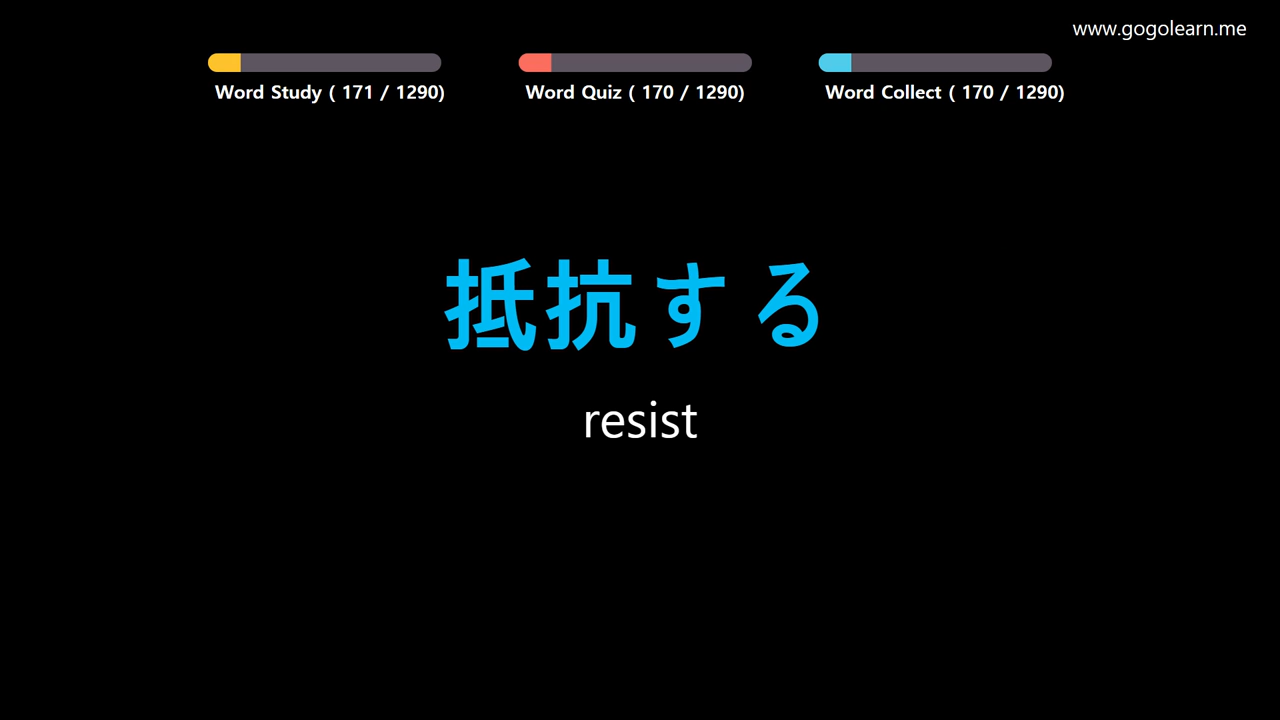 www.gogolearn.me
Word Study ( 171 / 1290)
Word Quiz ( 170 / 1290)
Word Collect ( 170 / 1290)
抵抗する
resist